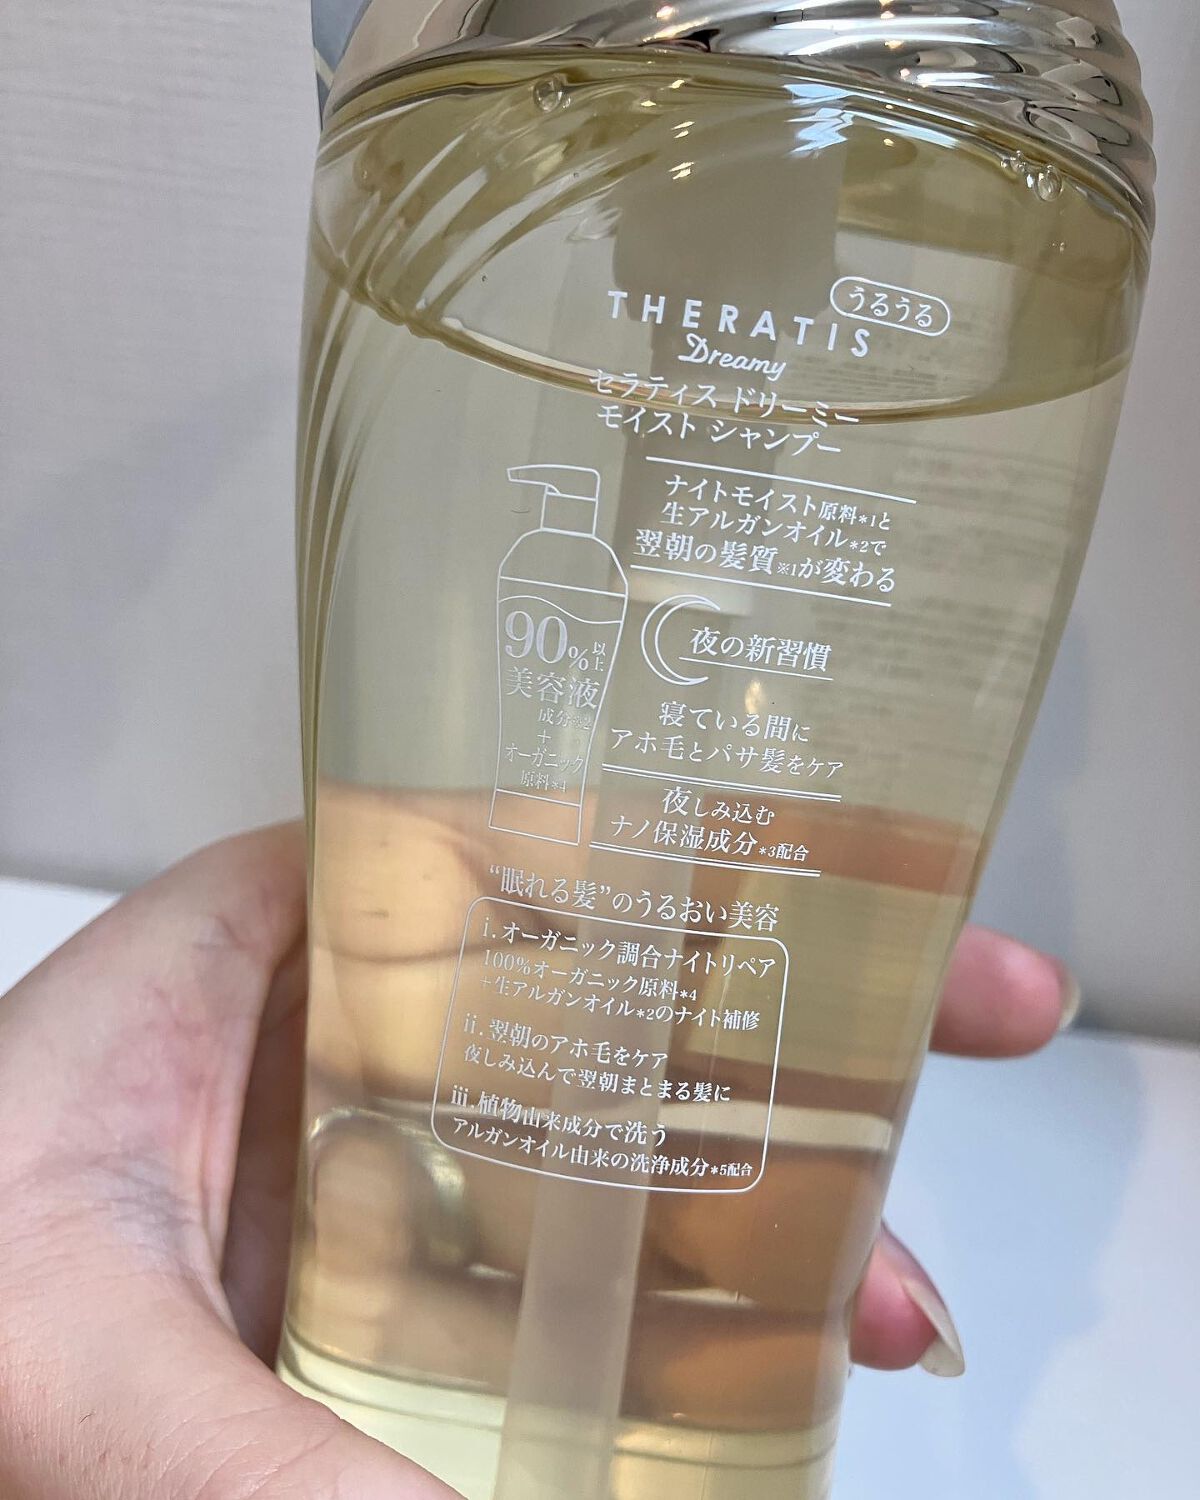 うるうる
THERATIS
Dreamy
セラティス ドリーミー
モイスト シャンプー
ナイトモイスト原料*1と
生アルガンオイル*2で
翌朝の髪質※1が変わる
90%以上
美容液
成分※2
+
オーガニック
原料*4
夜の新習慣
寝ている間に
アホ毛とパサ髪をケア
夜しみ込む
ナノ保湿成分*3配合
“眠れる髪”のうるおい美容
i.オーガニック調合ナイトリペア
100%オーガニック原料*4
+生アルガンオイル*2のナイト補修
ii.翌朝のアホ毛をケア
夜しみ込んで翌朝まとまる髪に
iii.植物由来成分で洗う
アルガンオイル由来の洗浄成分*5配合